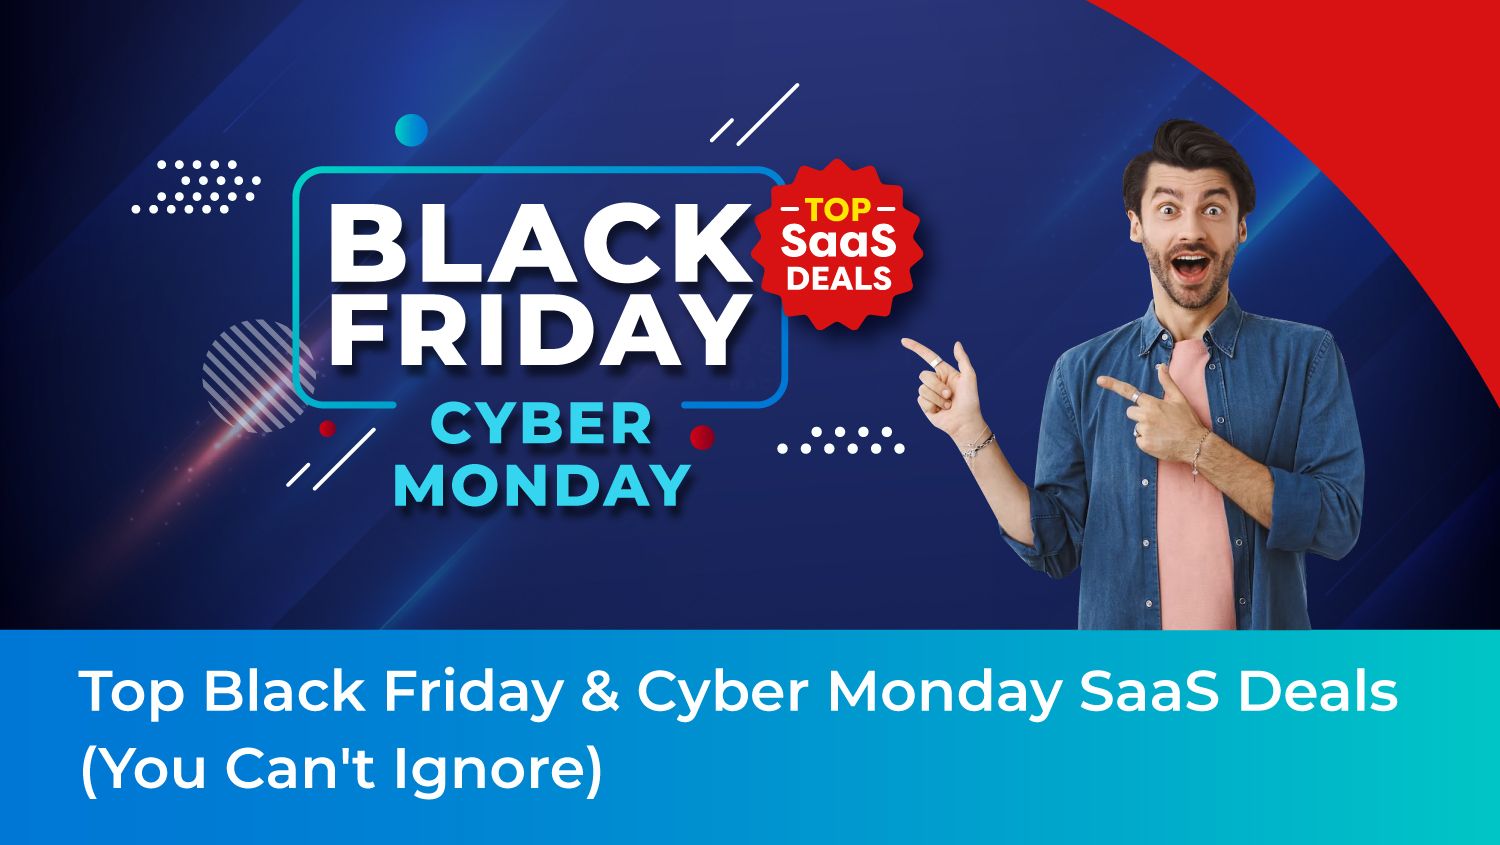 BLACK
FRIDAY
CYBER
MONDAY
TOP
SaaS
DEALS
Top Black Friday & Cyber Monday SaaS Deals
(You Can't Ignore)